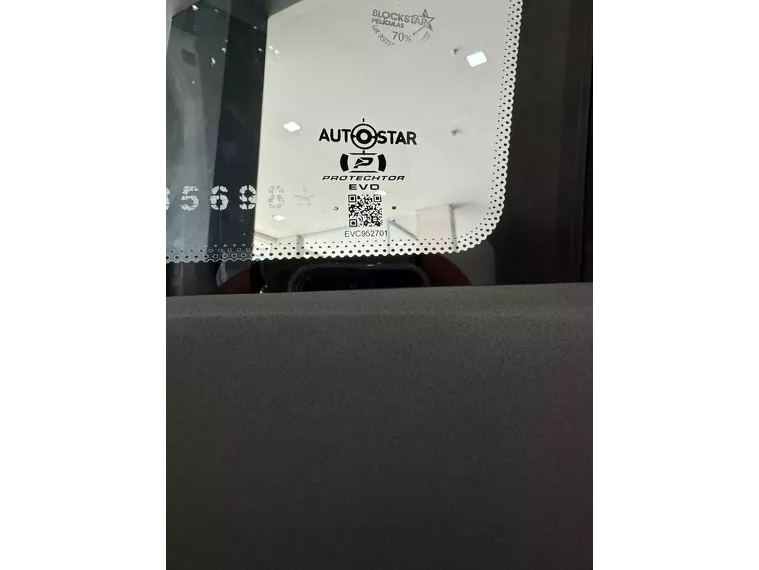 BLOCKSTAR
PELÍCULAS
70%
AUTOSTAR
PROTECHTOR
EVO
EVC952701